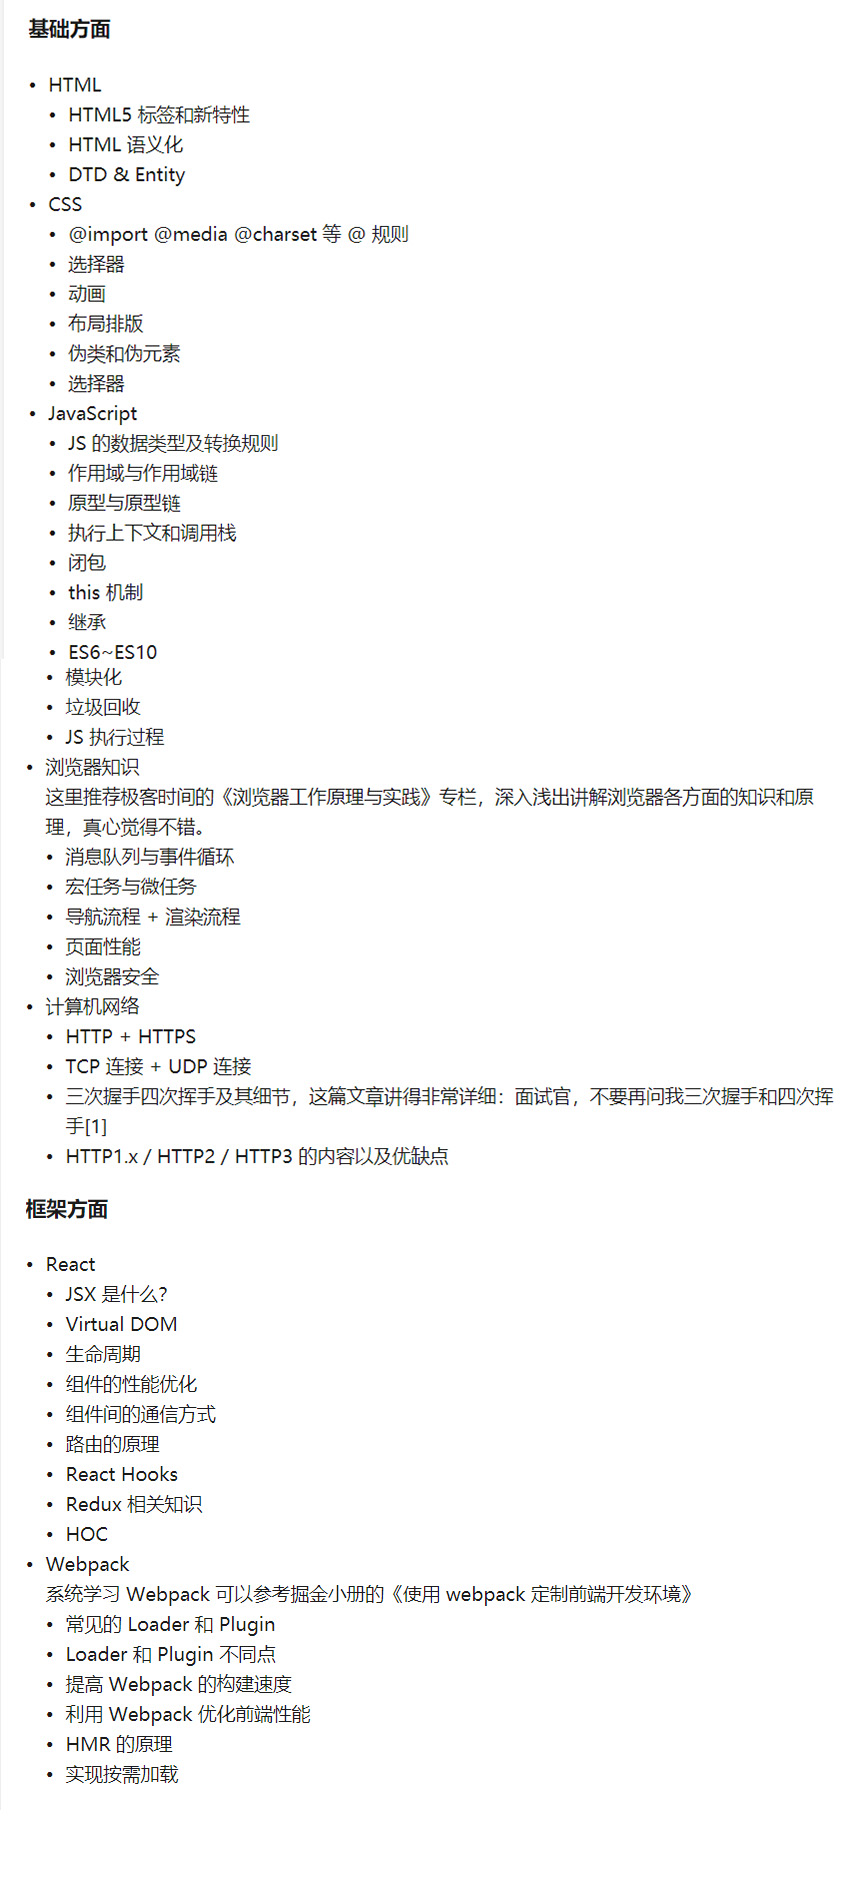 基础方面
• HTML
• HTML5 标签和新特性
• HTML 语义化
• DTD & Entity
• CSS
• @import @media @charset 等 @ 规则
• 选择器
• 动画
• 布局排版
• 伪类和伪元素
• 选择器
• JavaScript
• JS 的数据类型及转换规则
• 作用域与作用域链
• 原型与原型链
• 执行上下文和调用栈
• 闭包
• this 机制
• 继承
• ES6~ES10
• 模块化
• 垃圾回收
• JS 执行过程
• 浏览器知识
这里推荐极客时间的《浏览器工作原理与实践》专栏，深入浅出讲解浏览器各方面的知识和原
理，真心觉得不错。
• 消息队列与事件循环
• 宏任务与微任务
• 导航流程 + 渲染流程
• 页面性能
• 浏览器安全
• 计算机网络
• HTTP + HTTPS
• TCP 连接 + UDP 连接
• 三次握手四次挥手及其细节，这篇文章讲得非常详细：面试官，不要再问我三次握手和四次挥
手[1]
• HTTP1.x / HTTP2 / HTTP3 的内容以及优缺点
框架方面
• React
• JSX 是什么？
• Virtual DOM
• 生命周期
• 组件的性能优化
• 组件间的通信方式
• 路由的原理
• React Hooks
• Redux 相关知识
• HOC
• Webpack
系统学习 Webpack 可以参考掘金小册的《使用 webpack 定制前端开发环境》
• 常见的 Loader 和 Plugin
• Loader 和 Plugin 不同点
• 提高 Webpack 的构建速度
• 利用 Webpack 优化前端性能
• HMR 的原理
• 实现按需加载